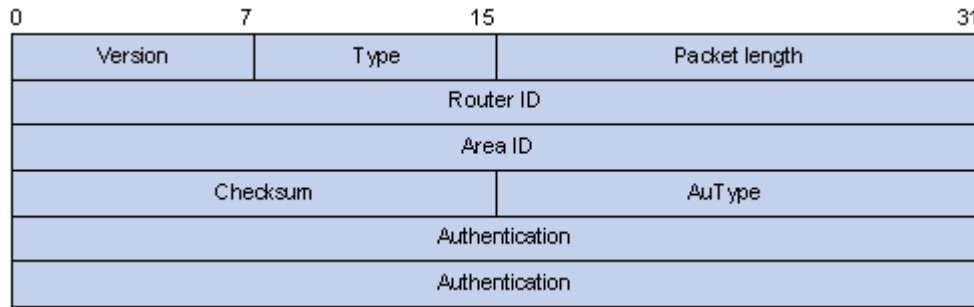 0 7 15 31
Version Type Packet length
Router ID
Area ID
Checksum AuType
Authentication
Authentication